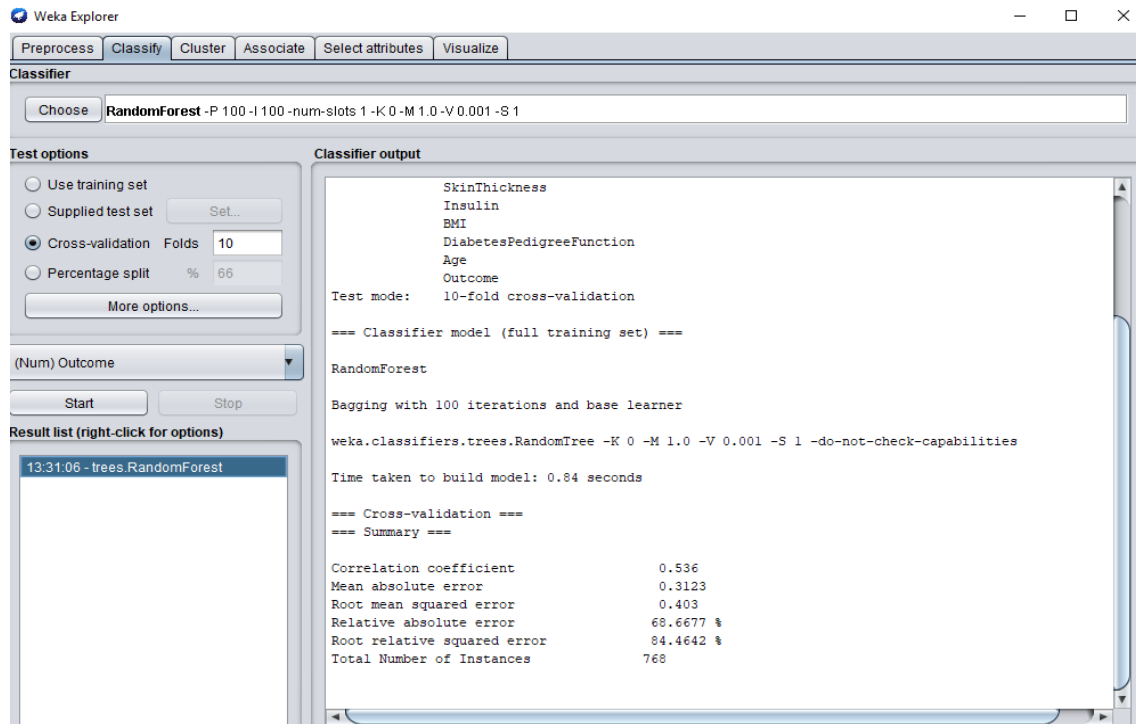 Weka Explorer
Preprocess Classify Cluster Associate Select attributes Visualize
Classifier
Choose RandomForest -P 100 -I 100 -num-slots 1 -K 0 -M 1.0 -V 0.001 -S 1
Test options
Use training set
Supplied test set Set...
Cross-validation Folds 10
Percentage split % 66
More options...
(Num) Outcome
Start Stop
Result list (right-click for options)
13:31:06 - trees.RandomForest
Classifier output
SkinThickness
Insulin
BMI
DiabetesPedigreeFunction
Age
Outcome
Test mode: 10-fold cross-validation
=== Classifier model (full training set) ===
RandomForest
Bagging with 100 iterations and base learner
weka.classifiers.trees.RandomTree -K 0 -M 1.0 -V 0.001 -S 1 -do-not-check-capabilities
Time taken to build model: 0.84 seconds
=== Cross-validation ===
=== Summary ===
Correlation coefficient 0.536
Mean absolute error 0.3123
Root mean squared error 0.403
Relative absolute error 68.6677 %
Root relative squared error 84.4642 %
Total Number of Instances 768